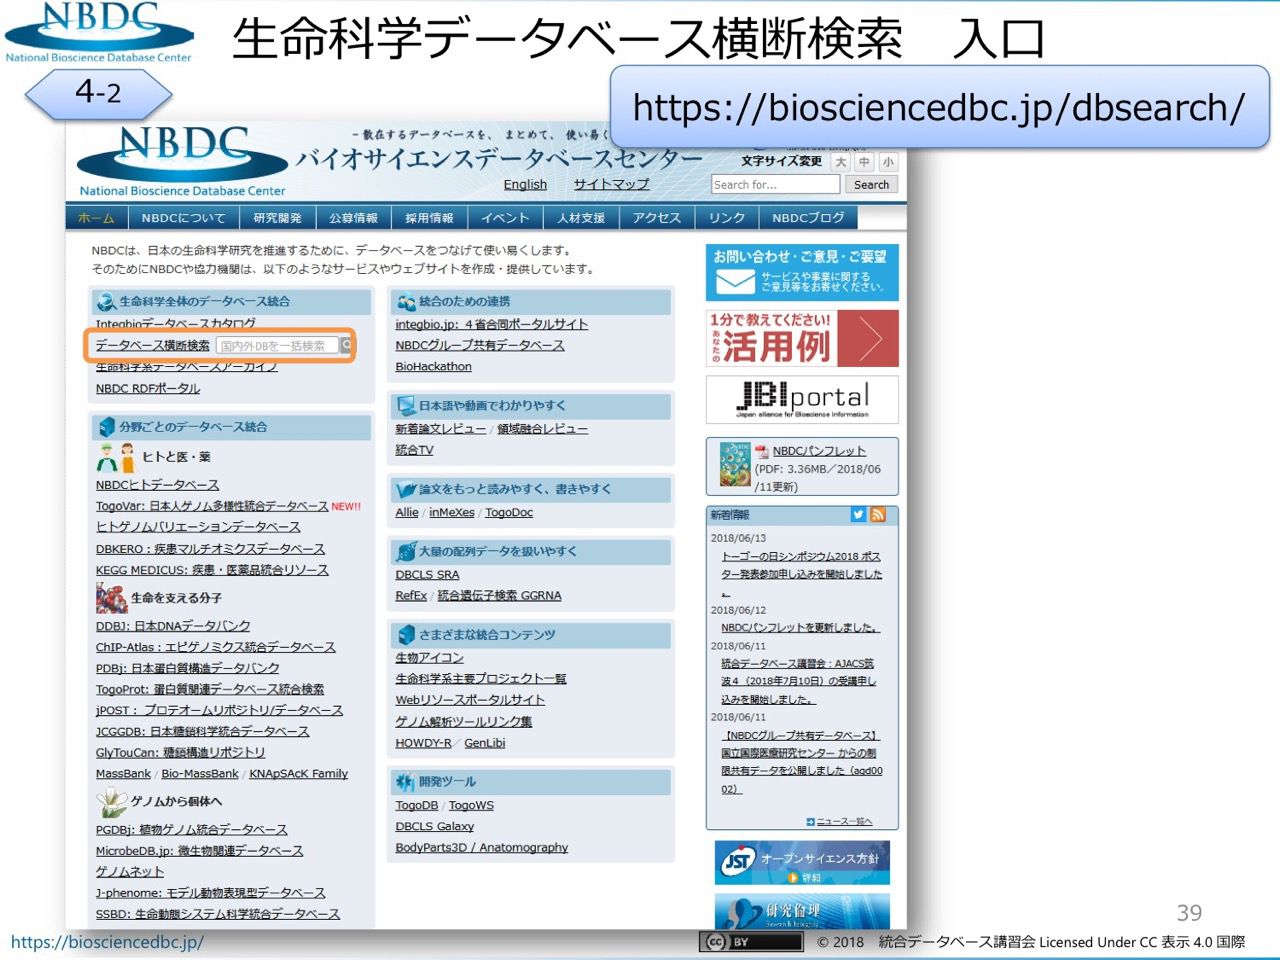 NBDC
National Bioscience Database Center
生命科学データベース横断検索　入口
4-2
https://biosciencedbc.jp/dbsearch/
NBDC
National Bioscience Database Center
－散在するデータベースを、まとめて、使い易く
バイオサイエンスデータベースセンター
English サイトマップ
文字サイズ変更 大 中 小
Search for... Search
ホーム NBDCについて 研究開発 公募情報 採用情報 イベント 人材支援 アクセス リンク NBDCブログ
NBDCは、日本の生命科学研究を推進するために、データベースをつなげて使い易くします。
そのためにNBDCや協力機関は、以下のようなサービスやウェブサイトを作成・提供しています。
生命科学全体のデータベース統合
Integbioデータベースカタログ
データベース横断検索 国内外DBを一括検索
生命科学系データベースアーカイブ
NBDC RDFポータル
分野ごとのデータベース統合
ヒトと医・薬
NBDCヒトデータベース
TogoVar: 日本人ゲノム多様性統合データベース NEW!!
ヒトゲノムバリエーションデータベース
DBKERO：疾患マルチオミクスデータベース
KEGG MEDICUS: 疾患・医薬品統合リソース
生命を支える分子
DDBJ: 日本DNAデータバンク
ChIP-Atlas：エピゲノミクス統合データベース
PDBj: 日本蛋白質構造データバンク
TogoProt: 蛋白質関連データベース統合検索
jPOST： プロテオームリポジトリ/データベース
JCGGDB: 日本糖鎖科学統合データベース
GlyTouCan: 糖鎖構造リポジトリ
MassBank / Bio-MassBank / KNApSAcK Family
ゲノムから個体へ
PGDBj: 植物ゲノム統合データベース
MicrobeDB.jp: 微生物関連データベース
ゲノムネット
J-phenome: モデル動物表現型データベース
SSBD: 生命動態システム科学統合データベース
統合のための連携
integbio.jp: ４省合同ポータルサイト
NBDCグループ共有データベース
BioHackathon
日本語や動画でわかりやすく
新着論文レビュー / 領域融合レビュー
統合TV
論文をもっと読みやすく、書きやすく
Allie / inMeXes / TogoDoc
大量の配列データを扱いやすく
DBCLS SRA
RefEx / 統合遺伝子検索 GGRNA
さまざまな統合コンテンツ
生物アイコン
生命科学系主要プロジェクト一覧
Webリソースポータルサイト
ゲノム解析ツールリンク集
HOWDY-R／ GenLibi
開発ツール
TogoDB / TogoWS
DBCLS Galaxy
BodyParts3D / Anatomography
お問い合わせ・ご意見・ご要望
サービスや事業に関する
ご意見等をお寄せください。
1分で教えてください!
あなたの
活用例
JBIportal
Japan alliance for Bioscience Information
NBDCパンフレット
(PDF: 3.36MB／2018/06
/11更新)
新着情報
2018/06/13
トーゴーの日シンポジウム2018 ポス
ター発表参加申し込みを開始しました
。
2018/06/12
NBDCパンフレットを更新しました。
2018/06/11
統合データベース講習会：AJACS筑
波４（2018年7月10日）の受講申し
込みを開始しました。
2018/06/11
【NBDCグループ共有データベース】
国立国際医療研究センター からの制
限共有データを公開しました（agd00
02）
ニュース一覧へ
JST オープンサイエンス方針
詳細
研究倫理
Research Integrity
39
https://biosciencedbc.jp/
cc BY
© 2018　統合データベース講習会 Licensed Under CC 表示 4.0 国際